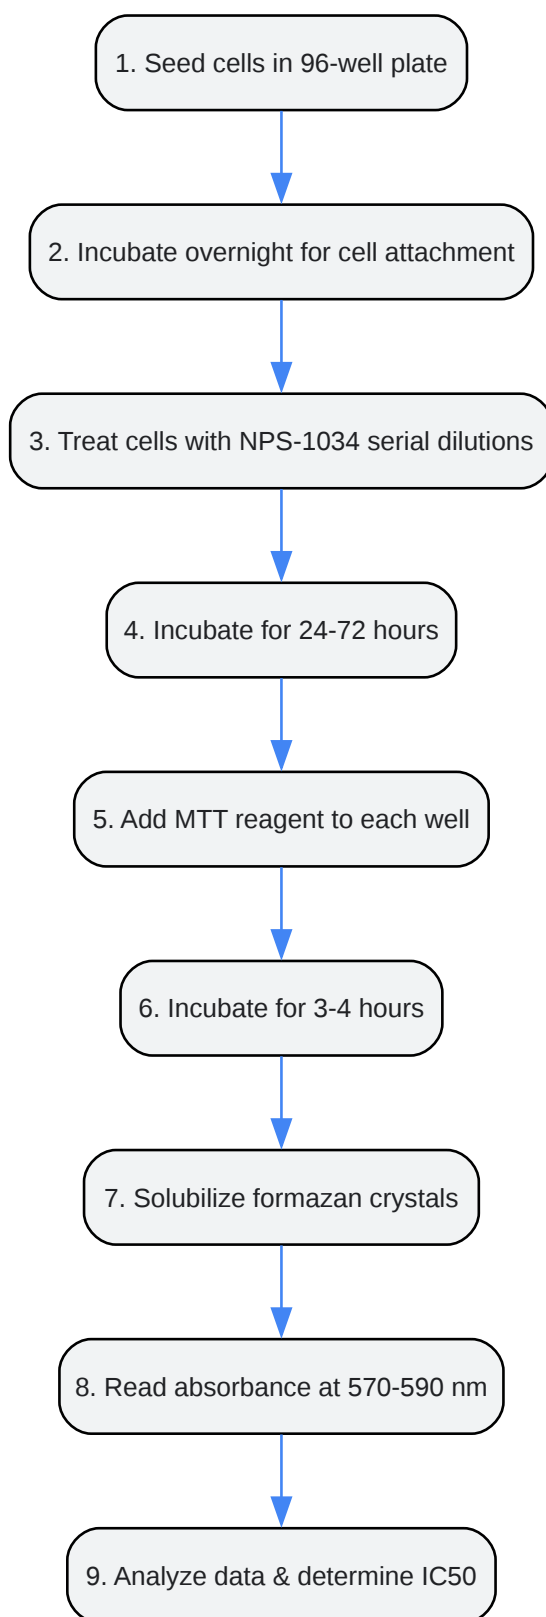 1. Seed cells in 96-well plate
2. Incubate overnight for cell attachment
3. Treat cells with NPS-1034 serial dilutions
4. Incubate for 24-72 hours
5. Add MTT reagent to each well
6. Incubate for 3-4 hours
7. Solubilize formazan crystals
8. Read absorbance at 570-590 nm
9. Analyze data & determine IC50